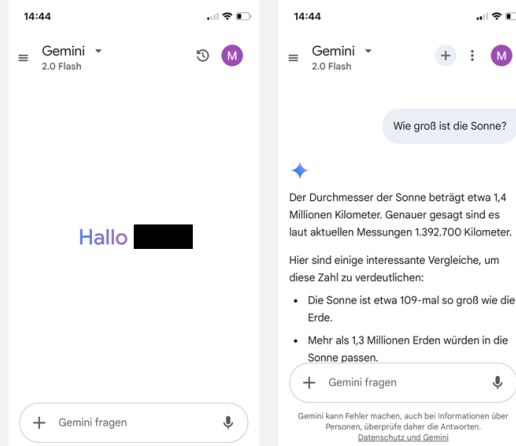 14:44
Gemini
2.0 Flash
M
Hallo
Gemini fragen
14:44
Gemini
2.0 Flash
M
Wie groß ist die Sonne?
Der Durchmesser der Sonne beträgt etwa 1,4
Millionen Kilometer. Genauer gesagt sind es
laut aktuellen Messungen 1.392.700 Kilometer.
Hier sind einige interessante Vergleiche, um
diese Zahl zu verdeutlichen:
• Die Sonne ist etwa 109-mal so groß wie die
Erde.
• Mehr als 1,3 Millionen Erden würden in die
Sonne passen.
Gemini fragen
Gemini kann Fehler machen, auch bei Informationen über
Personen, überprüfe daher die Antworten.
Datenschutz und Gemini